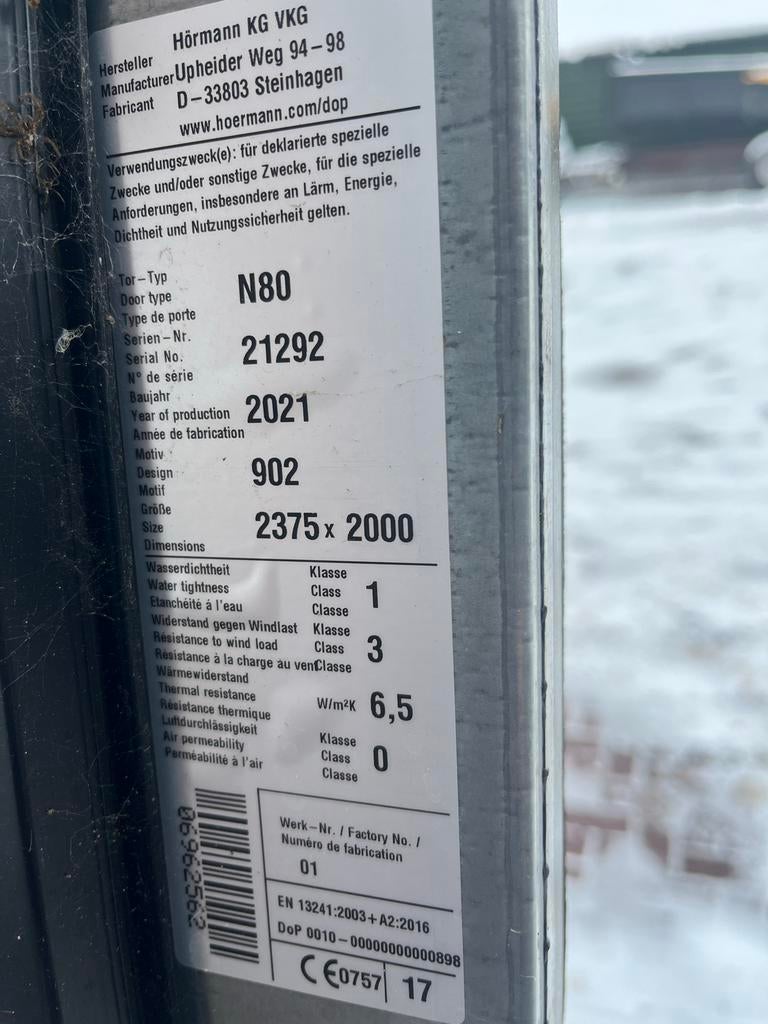 Hersteller
Manufacturer
Fabricant
Hörmann KG VKG
Upheider Weg 94-98
D-33803 Steinhagen
www.hoermann.com/dop
Verwendungszweck(e): für deklarierte spezielle
Zwecke und/oder sonstige Zwecke, für die spezielle
Anforderungen, insbesondere an Lärm, Energie,
Dichtheit und Nutzungssicherheit gelten.
Tor-Typ
Door type
Type de porte
N80
Serien-Nr.
Serial No.
N° de série
21292
Baujahr
Year of production
Année de fabrication
2021
Motiv
Design
Motif
902
Größe
Size
Dimensions
2375 x 2000
Wasserdichtheit
Water tightness
Etanchéité á l'eau
Klasse
Class
Classe
1
Widerstand gegen Windlast
Résistance to wind load
Résistance à la charge au vent
Klasse
Class
Classe
3
Wärmewiderstand
Thermal resistance
Résistance thermique
W/m²K
6,5
Luftdurchlässigkeit
Air permeability
Perméabilité à l'air
Klasse
Class
Classe
0
06962562
Werk-Nr. / Factory No. /
Numéro de fabrication
01
EN 13241:2003+A2:2016
DoP 0010-00000000000898
CE0757
17